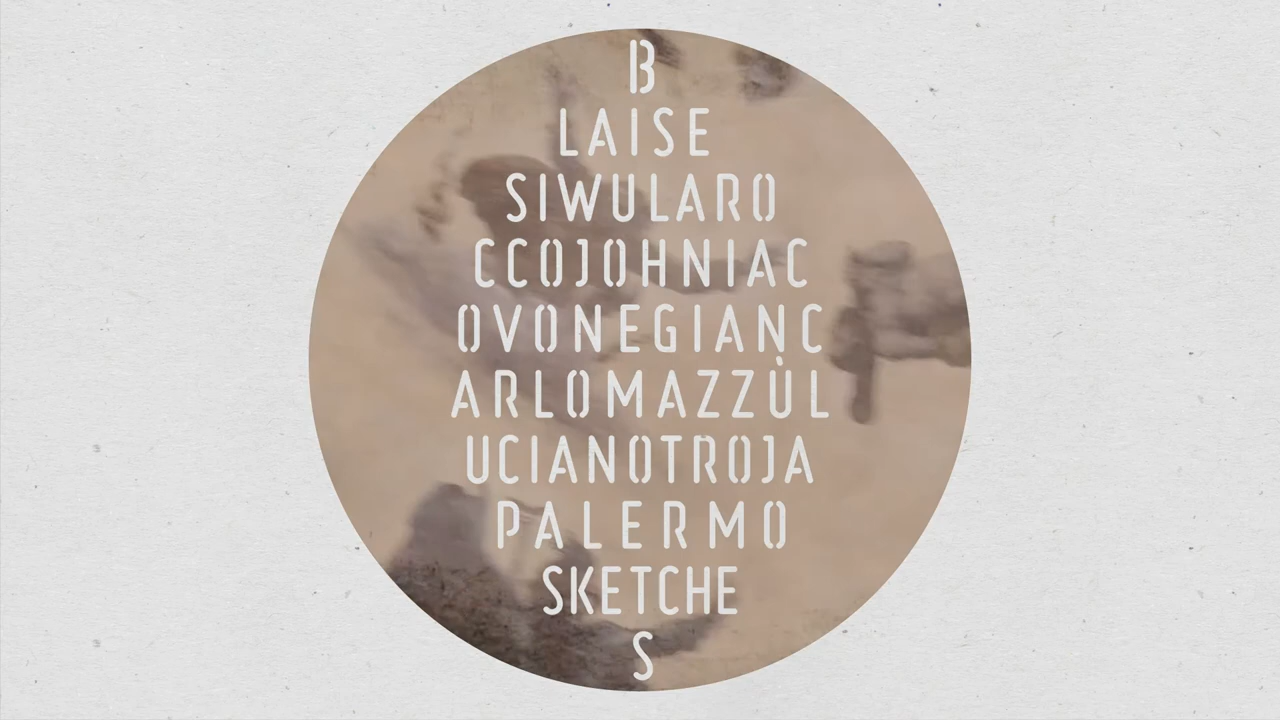 B
LAISE
SIWULARO
CCOJOHNIAC
OVONEGIANC
ARLOMAZZÙL
UCIANOTROJA
PALERMO
SKETCHE
S